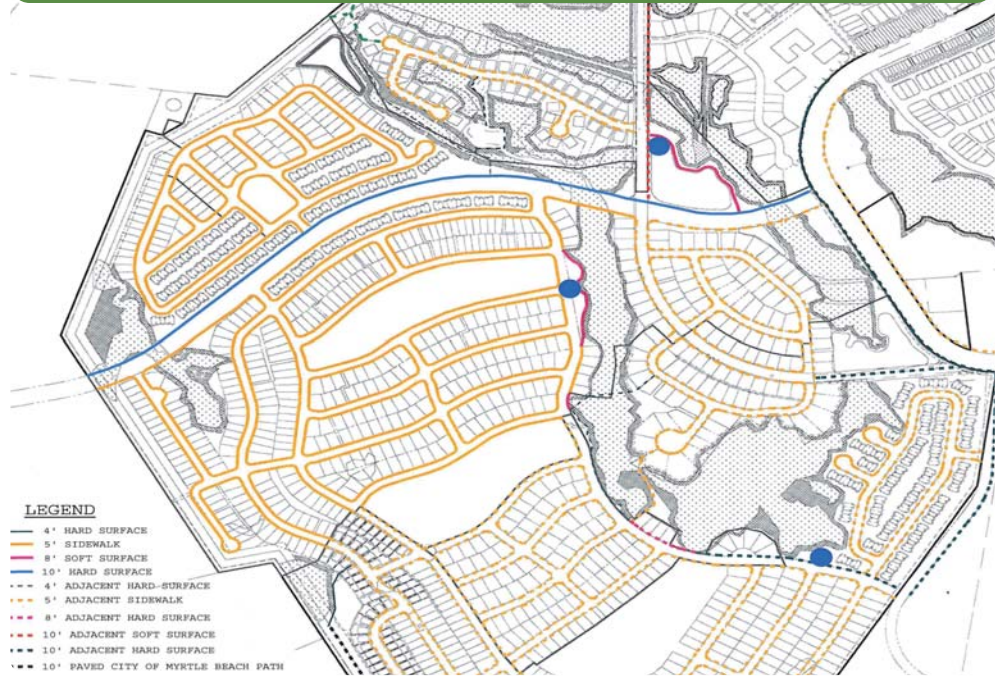 LEGEND
4' HARD SURFACE
5' SIDEWALK
8' SOFT SURFACE
10' HARD SURFACE
4' ADJACENT HARD-SURFACE
5' ADJACENT SIDEWALK
8' ADJACENT HARD SURFACE
10' ADJACENT SOFT SURFACE
10' ADJACENT HARD SURFACE
10' PAVED CITY OF MYRTLE BEACH PATH